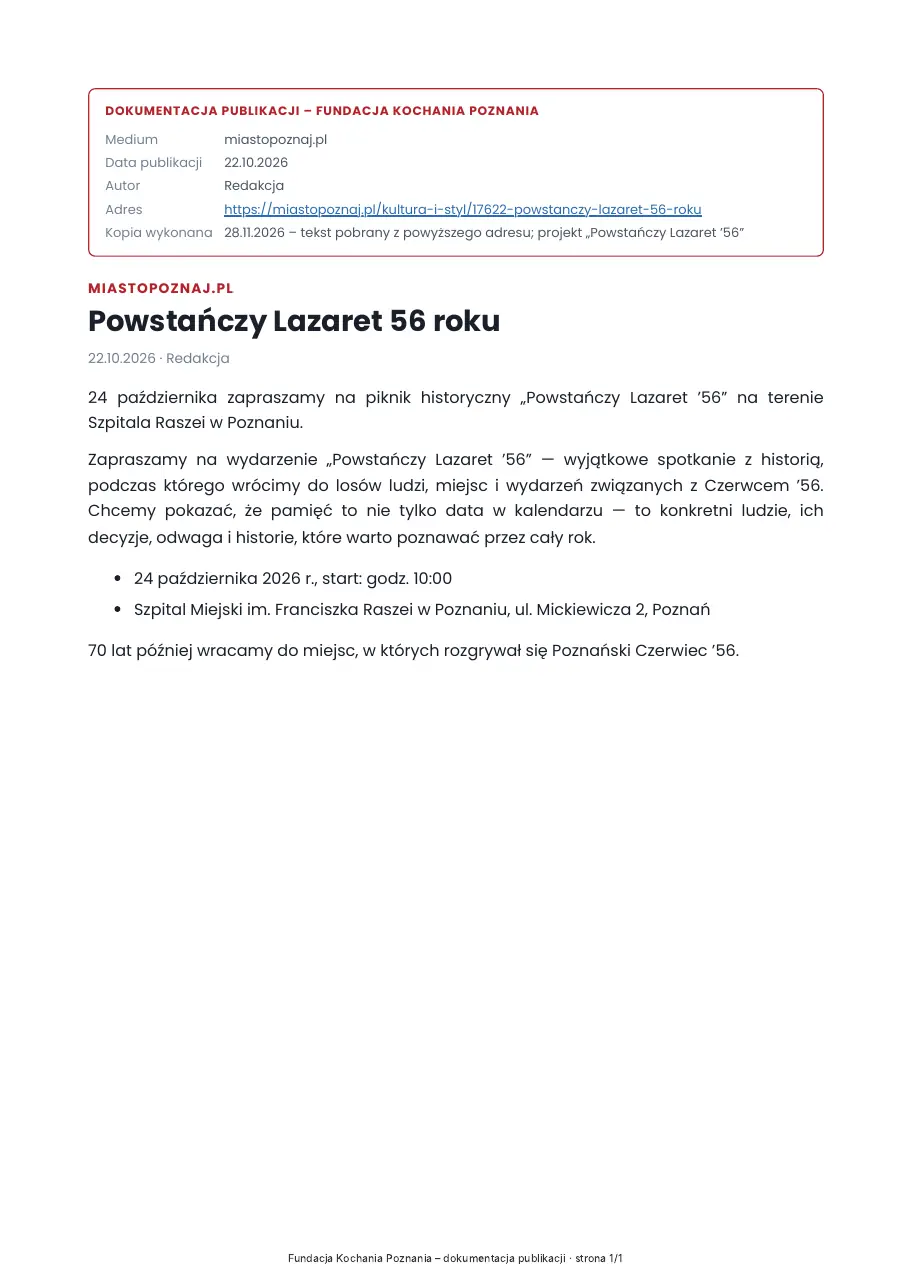 DOKUMENTACJA PUBLIKACJI – FUNDACJA KOCHANIA POZNANIA
Medium miastopoznaj.pl
Data publikacji 22.10.2026
Autor Redakcja
Adres https://miastopoznaj.pl/kultura-i-styl/17622-powstanczy-lazaret-56-roku
Kopia wykonana 28.11.2026 – tekst pobrany z powyższego adresu; projekt „Powstańczy Lazaret ’56”
MIASTOPOZNAJ.PL
Powstańczy Lazaret 56 roku
22.10.2026 · Redakcja
24 października zapraszamy na piknik historyczny „Powstańczy Lazaret ’56” na terenie
Szpitala Raszei w Poznaniu.
Zapraszamy na wydarzenie „Powstańczy Lazaret ’56” — wyjątkowe spotkanie z historią,
podczas którego wrócimy do losów ludzi, miejsc i wydarzeń związanych z Czerwcem ’56.
Chcemy pokazać, że pamięć to nie tylko data w kalendarzu — to konkretni ludzie, ich
decyzje, odwaga i historie, które warto poznawać przez cały rok.
• 24 października 2026 r., start: godz. 10:00
• Szpital Miejski im. Franciszka Raszei w Poznaniu, ul. Mickiewicza 2, Poznań
70 lat później wracamy do miejsc, w których rozgrywał się Poznański Czerwiec ’56.
Fundacja Kochania Poznania – dokumentacja publikacji · strona 1/1